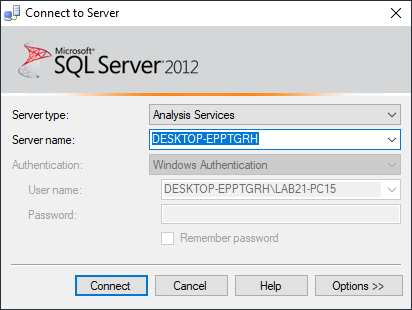 Connect to Server
Microsoft®
SQL Server® 2012
Server type: Analysis Services
Server name: DESKTOP-EPPTGRH
Authentication: Windows Authentication
User name: DESKTOP-EPPTGRH\LAB21-PC15
Password:
Remember password
Connect Cancel Help Options >>